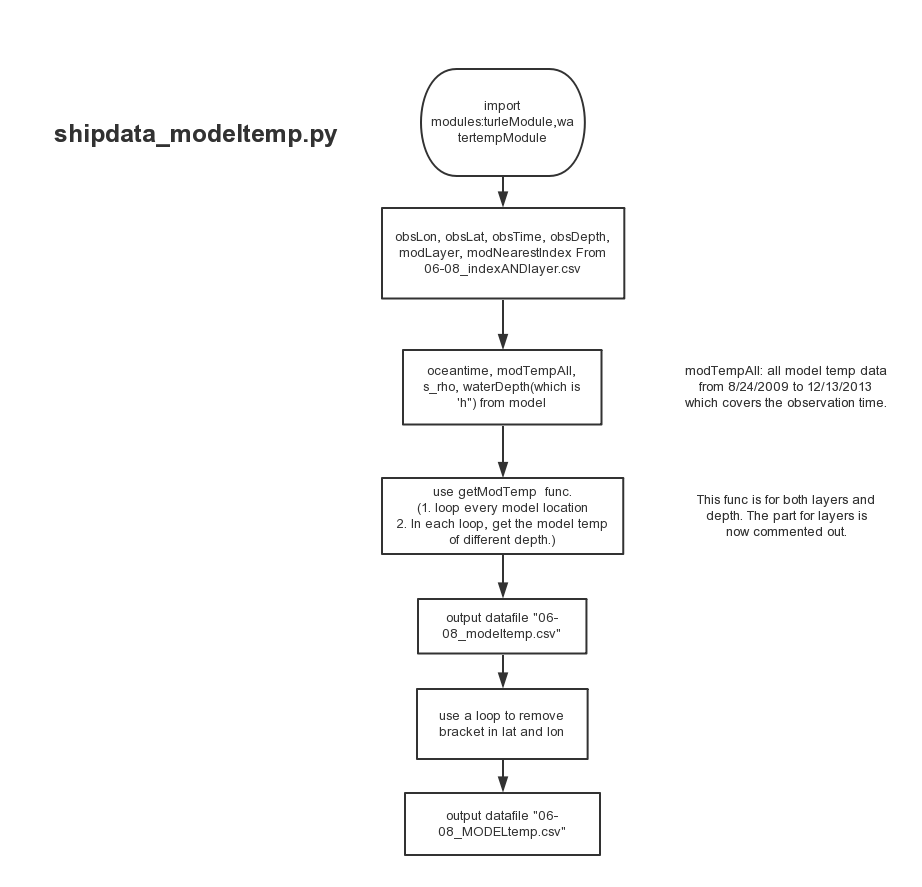 shipdata_modeltemp.py
import
modules:turleModule,wa
tertempModule
obsLon, obsLat, obsTime, obsDepth,
modLayer, modNearestIndex From
06-08_indexANDlayer.csv
oceantime, modTempAll,
s_rho, waterDepth(which is
'h") from model
modTempAll: all model temp data
from 8/24/2009 to 12/13/2013
which covers the observation time.
use getModTemp  func.
(1. loop every model location
2. In each loop, get the model temp
of different depth.)
This func is for both layers and
depth. The part for layers is
now commented out.
output datafile "06-
08_modeltemp.csv"
use a loop to remove
bracket in lat and lon
output datafile "06-
08_MODELtemp.csv"